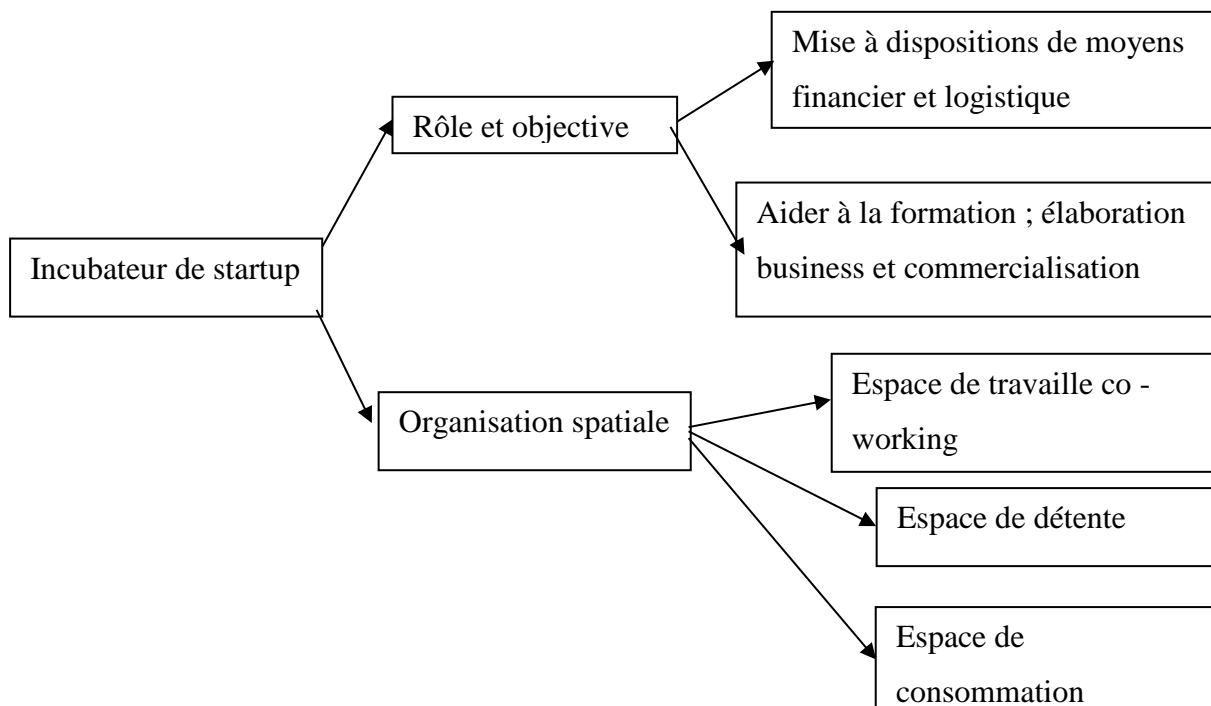 Mise à dispositions de moyens
financier et logistique
Rôle et objective
Aider à la formation ; élaboration
business et commercialisation
Incubateur de startup
Espace de travaille co -
working
Organisation spatiale
Espace de détente
Espace de
consommation